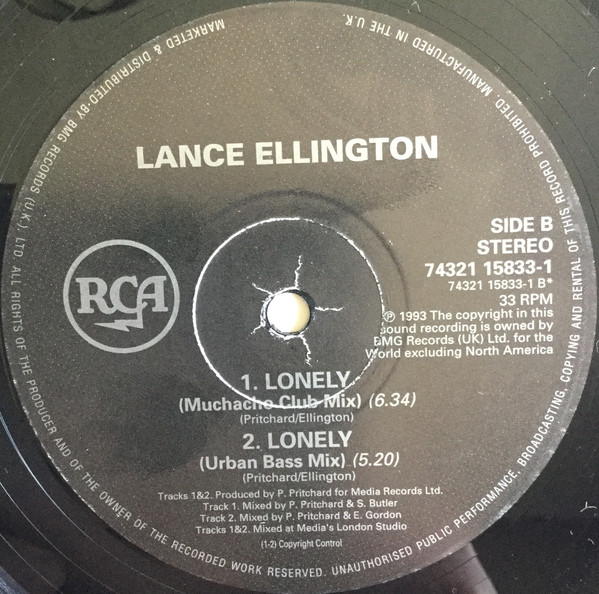 LANCE ELLINGTON
RCA
SIDE B
STEREO
74321 15833-1
74321 15833-1 B*
33 RPM
℗ 1993 The copyright in this
sound recording is owned by
BMG Records (UK) Ltd. for the
World excluding North America
1. LONELY
(Muchacho Club Mix) (6.34)
(Pritchard/Ellington)
2. LONELY
(Urban Bass Mix) (5.20)
(Pritchard/Ellington)
Tracks 1&2. Produced by P. Pritchard for Media Records Ltd.
Track 1. Mixed by P. Pritchard & S. Butler
Track 2. Mixed by P. Pritchard & E. Gordon
Tracks 1&2. Mixed at Media's London Studio
(1-2) Copyright Control
MARKETED & DISTRIBUTED BY BMG RECORDS (U.K.), LTD. ALL RIGHTS OF THE PRODUCER AND OF THE OWNER OF THE RECORDED WORK RESERVED. UNAUTHORISED PUBLIC PERFORMANCE, BROADCASTING, COPYING AND RENTAL OF THIS RECORD PROHIBITED. MANUFACTURED IN THE U.K.